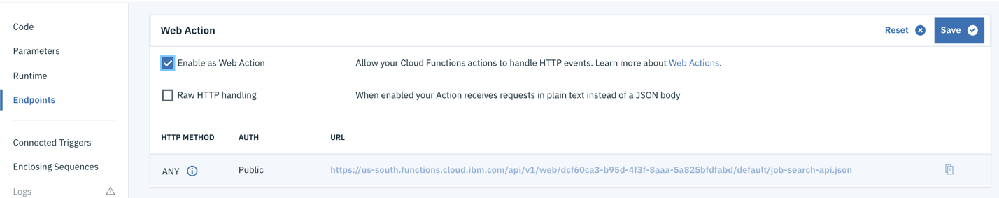 Code
Parameters
Runtime
Endpoints
Connected Triggers
Enclosing Sequences
Logs
Web Action
Reset
Save
Enable as Web Action
Allow your Cloud Functions actions to handle HTTP events. Learn more about Web Actions.
Raw HTTP handling
When enabled your Action receives requests in plain text instead of a JSON body
HTTP METHOD AUTH URL
ANY Public https://us-south.functions.cloud.ibm.com/api/v1/web/dcf60ca3-b95d-4f3f-8aaa-5a825bfdfabd/default/job-search-api.json